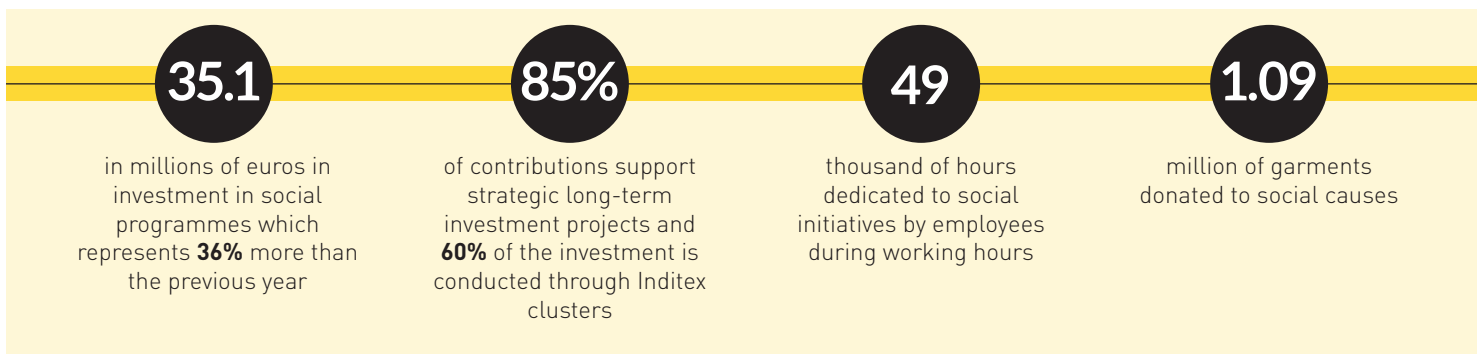 35.1
in millions of euros in
investment in social
programmes which
represents 36% more than
the previous year
85%
of contributions support
strategic long-term
investment projects and
60% of the investment is
conducted through Inditex
clusters
49
thousand of hours
dedicated to social
initiatives by employees
during working hours
1.09
million of garments
donated to social causes